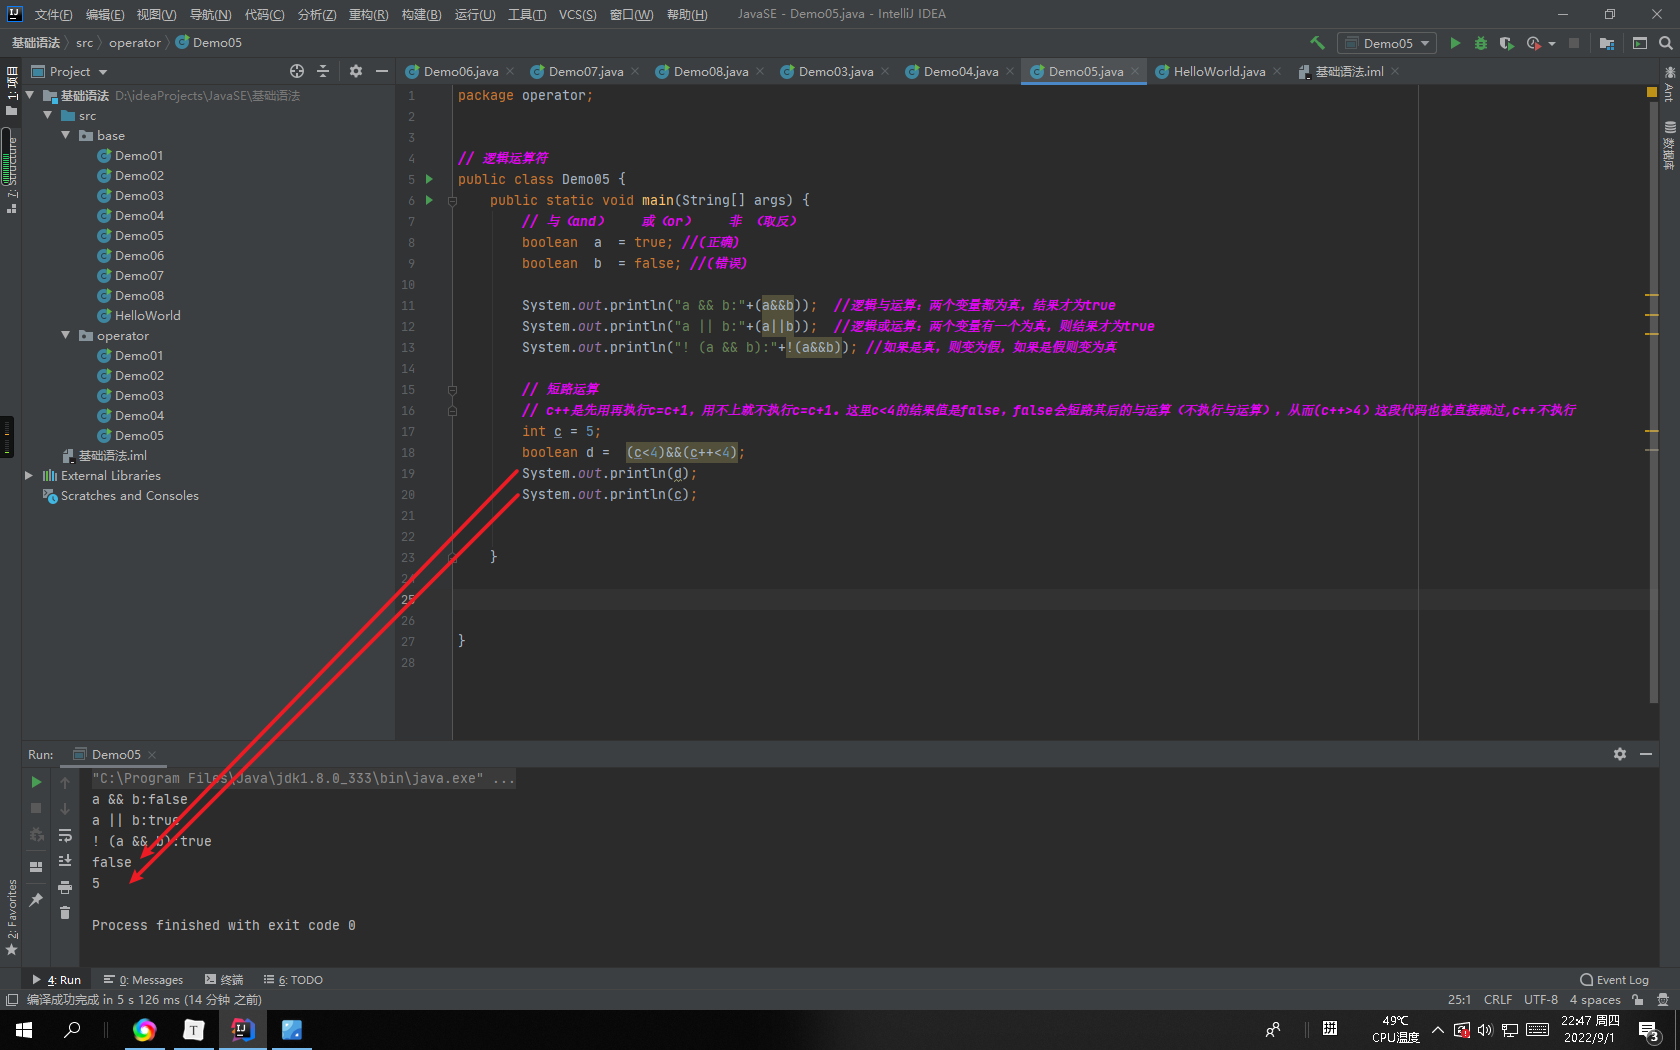 文件(F) 编辑(E) 视图(V) 导航(N) 代码(C) 分析(Z) 重构(R) 构建(B) 运行(U) 工具(T) VCS(S) 窗口(W) 帮助(H) JavaSE - Demo05.java - IntelliJ IDEA
基础语法 src operator Demo05 Demo05
Project
Demo06.java Demo07.java Demo08.java Demo03.java Demo04.java Demo05.java HelloWorld.java 基础语法.iml
1: 项目
7: Structure
2: Favorites
Ant
数据库
基础语法 D:\ideaProjects\JavaSE\基础语法
src
base
Demo01
Demo02
Demo03
Demo04
Demo05
Demo06
Demo07
Demo08
HelloWorld
operator
Demo01
Demo02
Demo03
Demo04
Demo05
基础语法.iml
External Libraries
Scratches and Consoles
1 package operator;
2
3
4 // 逻辑运算符
5 public class Demo05 {
6 public static void main(String[] args) {
7 // 与（and） 或（or） 非 （取反）
8 boolean a = true; //(正确)
9 boolean b = false; //(错误)
10
11 System.out.println("a && b:"+(a&&b)); //逻辑与运算：两个变量都为真，结果才为true
12 System.out.println("a || b:"+(a||b)); //逻辑或运算：两个变量有一个为真，则结果才为true
13 System.out.println("! (a && b):"+!(a&&b)); //如果是真，则变为假，如果是假则变为真
14
15 // 短路运算
16 // c++是先用再执行c=c+1，用不上就不执行c=c+1。这里c<4的结果值是false，false会短路其后的与运算（不执行与运算），从而(c++>4）这段代码也被直接跳过,c++不执行
17 int c = 5;
18 boolean d = (c<4)&&(c++<4);
19 System.out.println(d);
20 System.out.println(c);
21
22
23 }
24
25
26
27 }
28
Run: Demo05
"C:\Program Files\Java\jdk1.8.0_333\bin\java.exe" ...
a && b:false
a || b:true
! (a && b):true
false
5
Process finished with exit code 0
4: Run 0: Messages 终端 6: TODO Event Log
编译成功完成 in 5 s 126 ms (14 分钟 之前) 25:1 CRLF UTF-8 4 spaces
49℃
CPU温度
22:47 周四
2022/9/1
3